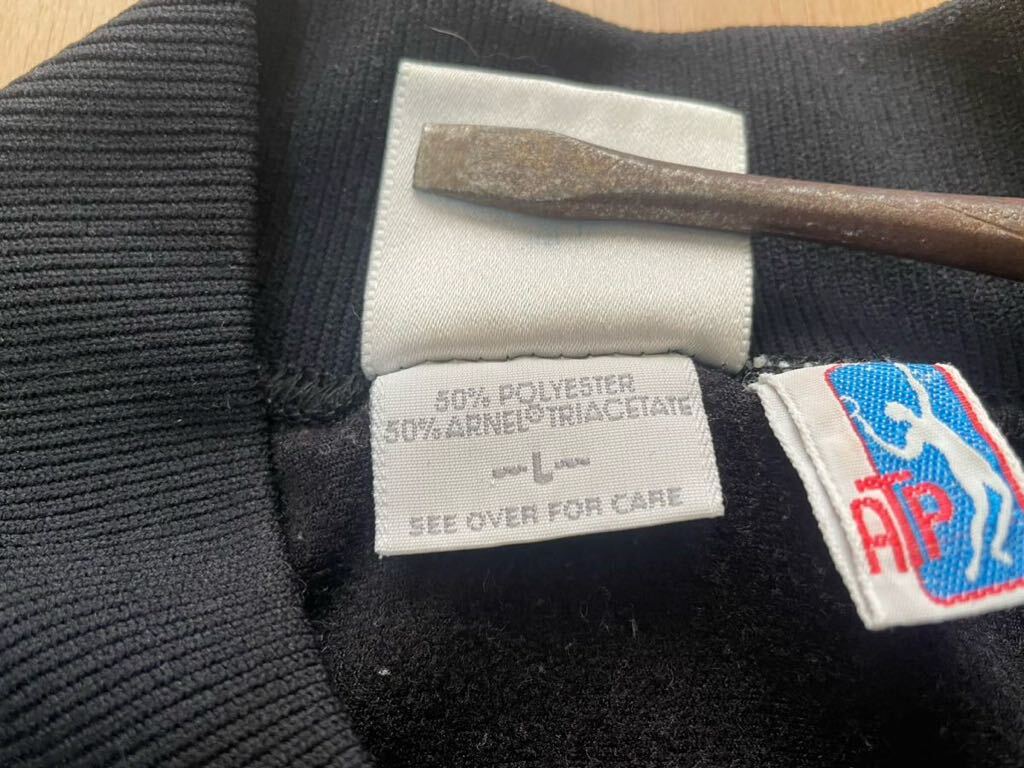 50% POLYESTER
50% ARNEL® TRIACETATE
—L—
SEE OVER FOR CARE
ATP